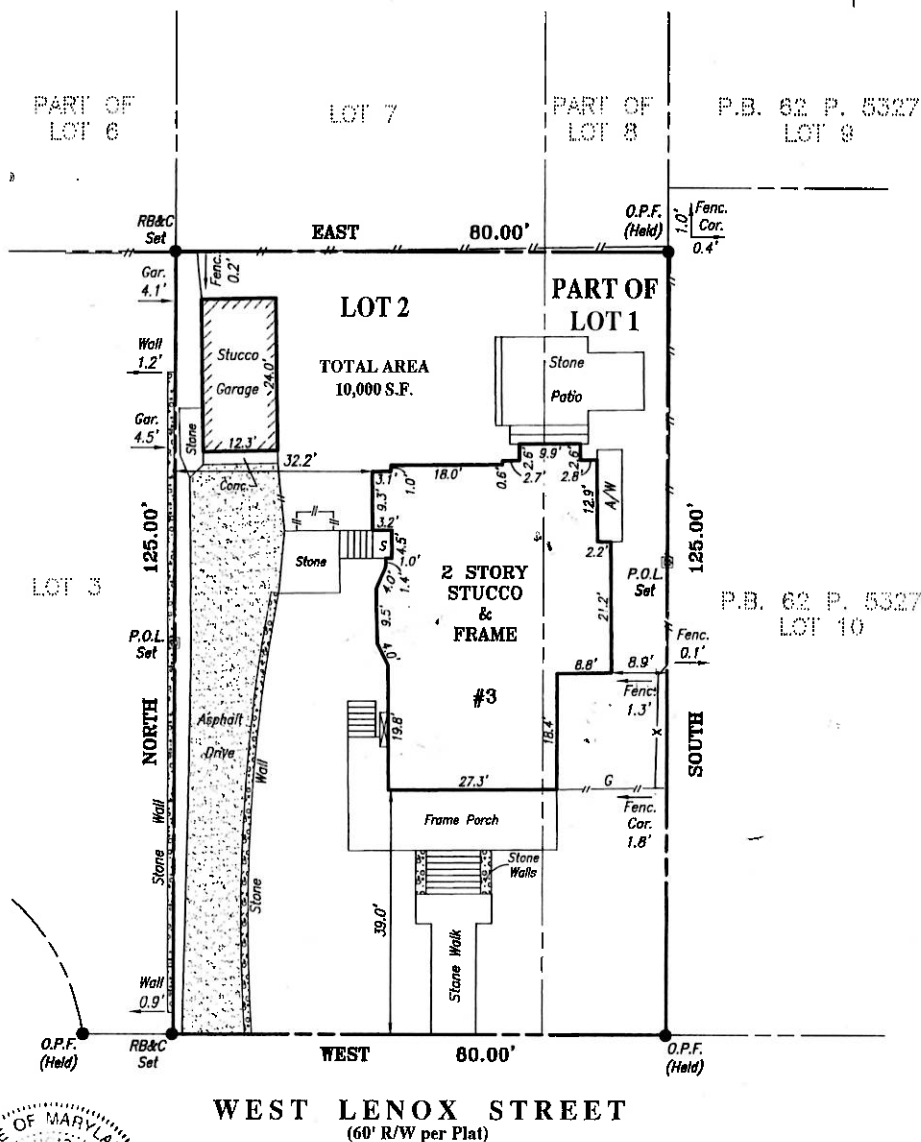 PART OF
LOT 6
LOT 7
PART OF
LOT 8
P.B. 62 P. 5327
LOT 9
RB&C
Set
EAST
80.00'
O.P.F.
(Held)
1.0'
Fenc.
Cor.
0.4'
Gar.
4.1'
Fenc.
0.2'
LOT 2
PART OF
LOT 1
Wall
1.2'
Stucco
Garage
24.0'
TOTAL AREA
10,000 S.F.
Stone
Patio
Gar.
4.5'
Stone
12.3'
32.2'
Conc.
3.1'
1.0'
18.0'
0.6'
2.6'
9.9'
2.6'
2.7'
2.8'
9.3'
3.2'
12.9'
A/W
125.00'
Stone
S
4.5'
1.0'
2.2'
125.00'
LOT 3
4.0'
1.4'
2 STORY
STUCCO
&
FRAME
21.2'
P.O.L.
Set
P.B. 62 P. 5327
LOT 10
P.O.L.
Set
9.5'
4.0'
Fenc.
0.1'
8.8'
8.9'
#3
Fenc.
1.3'
NORTH
Asphalt
Drive
19.8'
18.4'
X
SOUTH
Wall
27.3'
G
Fenc.
Cor.
1.8'
Frame Porch
Stone Wall
Stone
Stone
Walls
39.0'
Stone Walk
Wall
0.9'
O.P.F.
(Held)
RB&C
Set
WEST
80.00'
O.P.F.
(Held)
WEST LENOX STREET
(60' R/W per Plat)
OF MARYLA